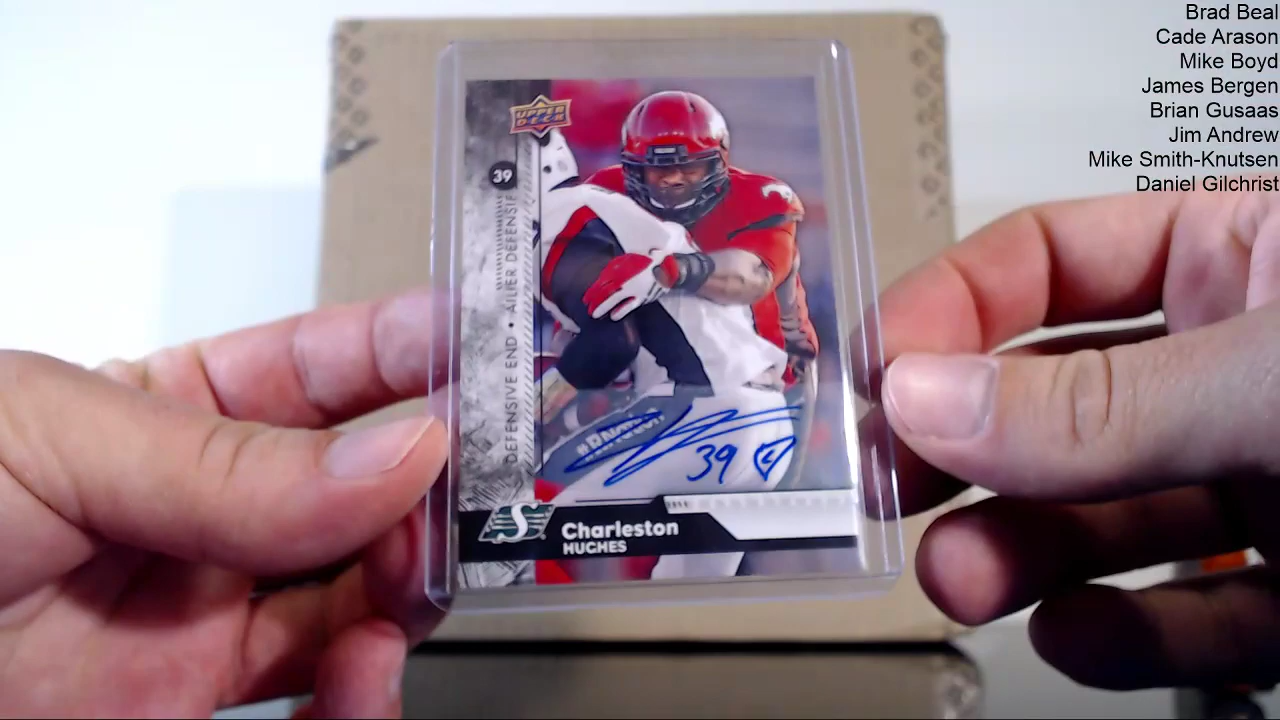 Brad Beal
Cade Arason
Mike Boyd
James Bergen
Brian Gusaas
Jim Andrew
Mike Smith-Knutsen
Daniel Gilchrist
UPPER
DECK
39
DEFENSIVE END • AILIER DÉFENSIF
39
S
Charleston
HUGHES